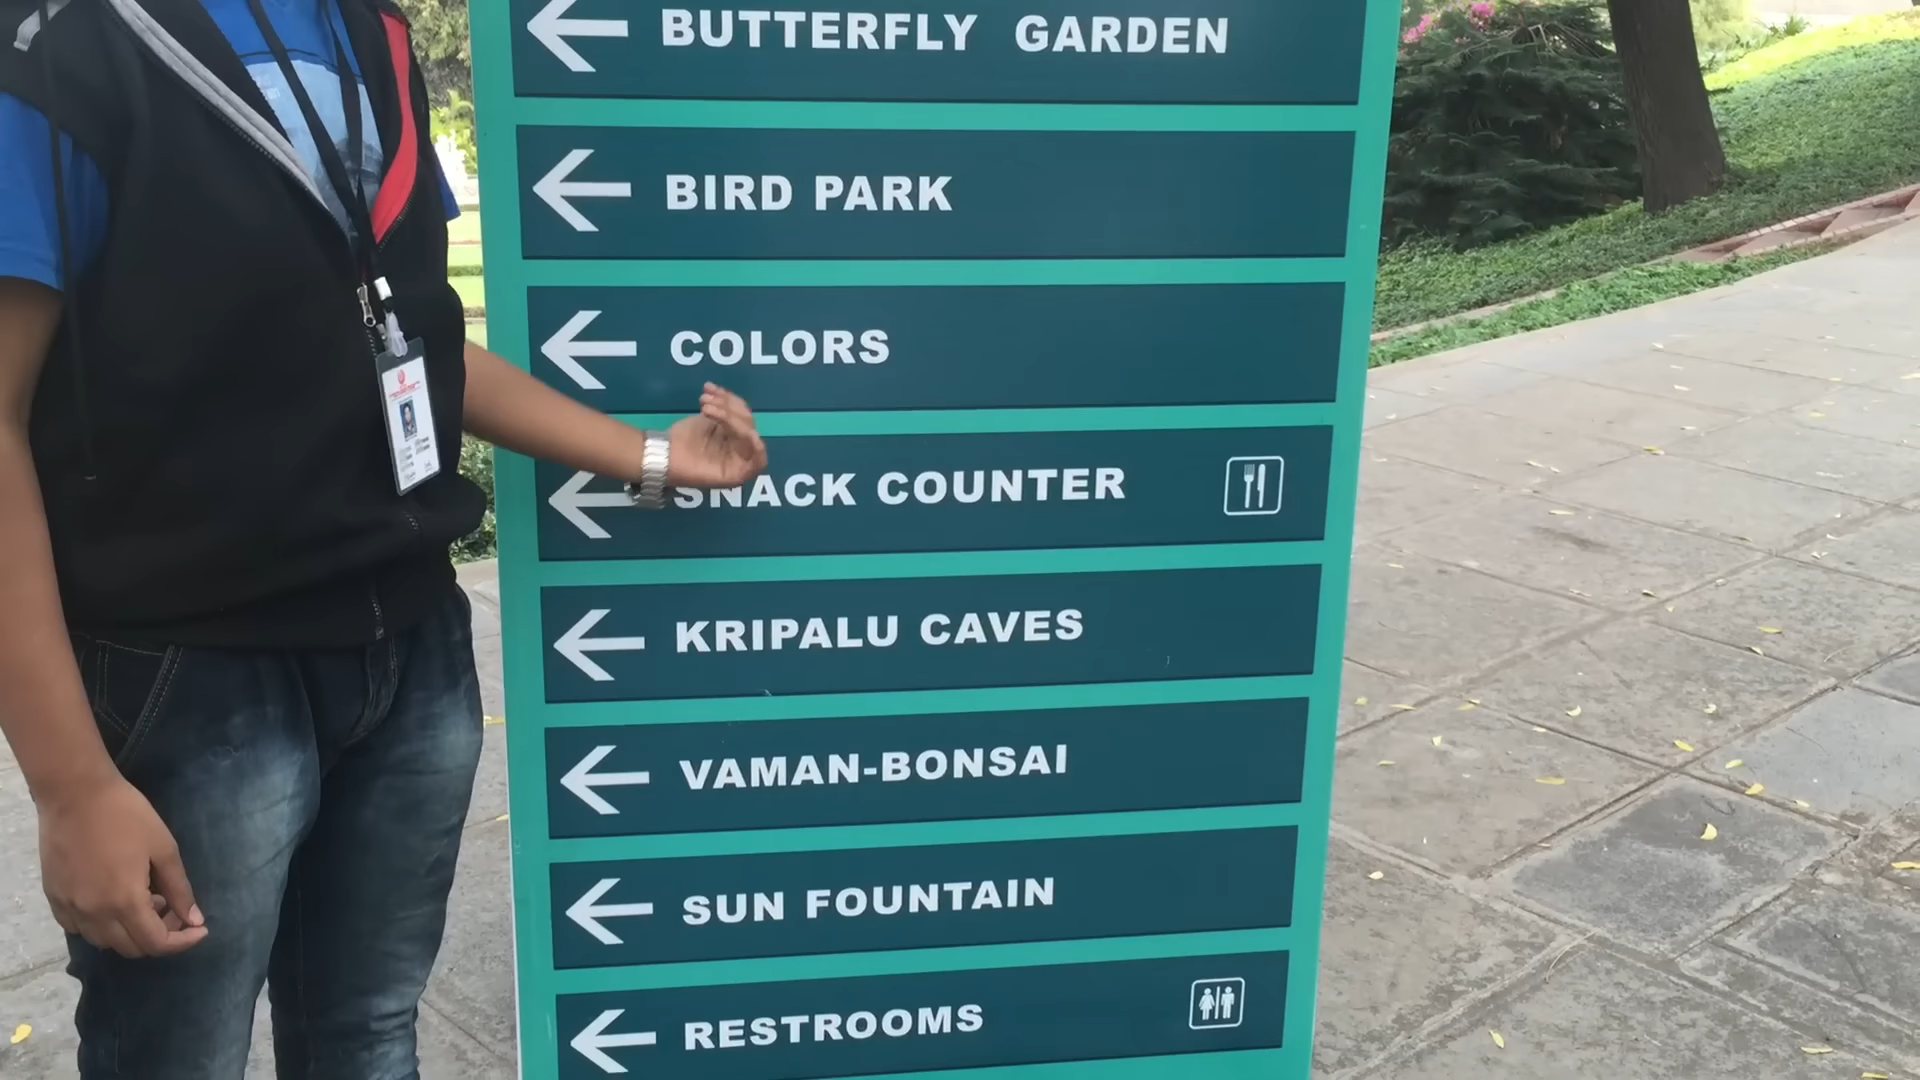 BUTTERFLY GARDEN
BIRD PARK
COLORS
SNACK COUNTER
KRIPALU CAVES
VAMAN-BONSAI
SUN FOUNTAIN
RESTROOMS